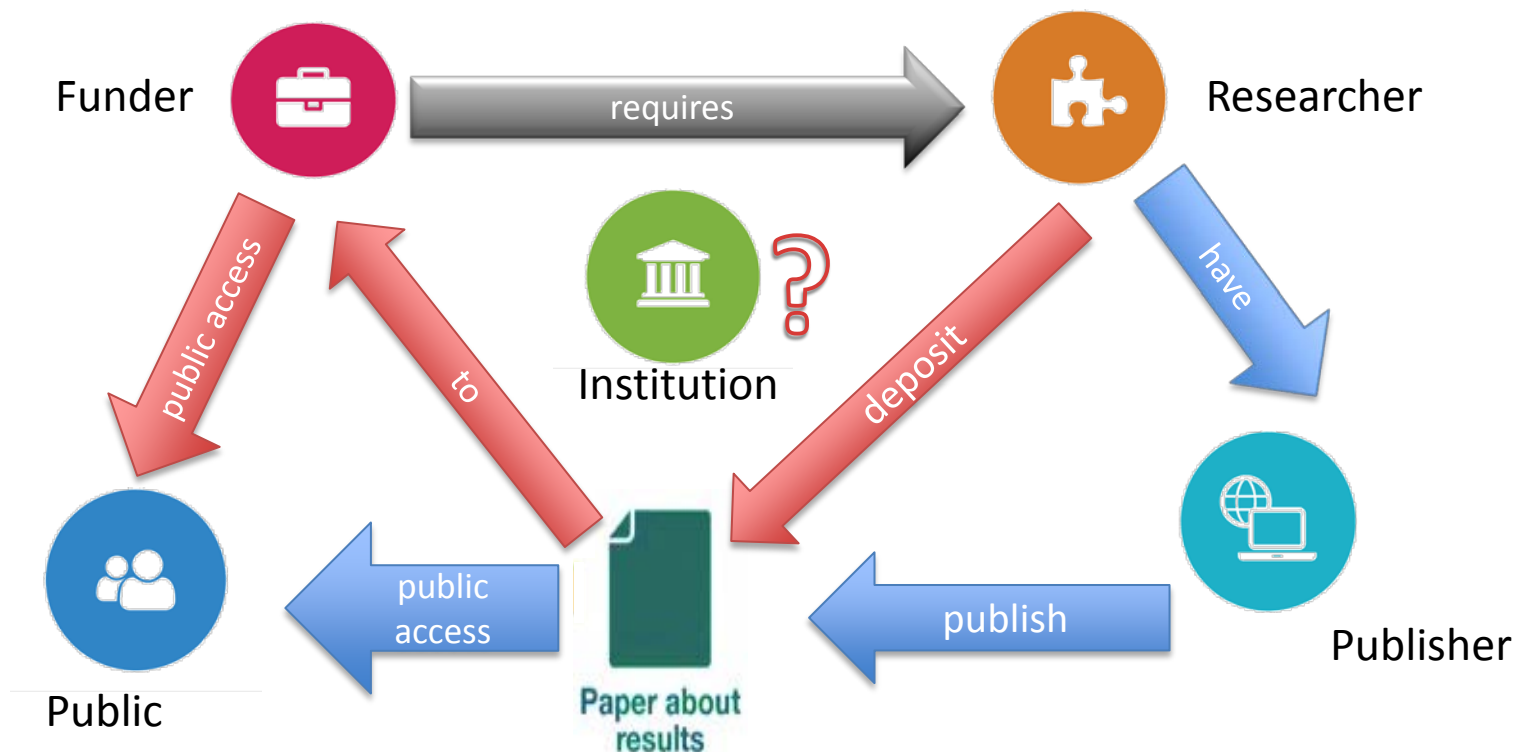 Funder
requires
Researcher
public access
to
Institution
?
deposit
have
public
access
publish
Publisher
Public
Paper about
results